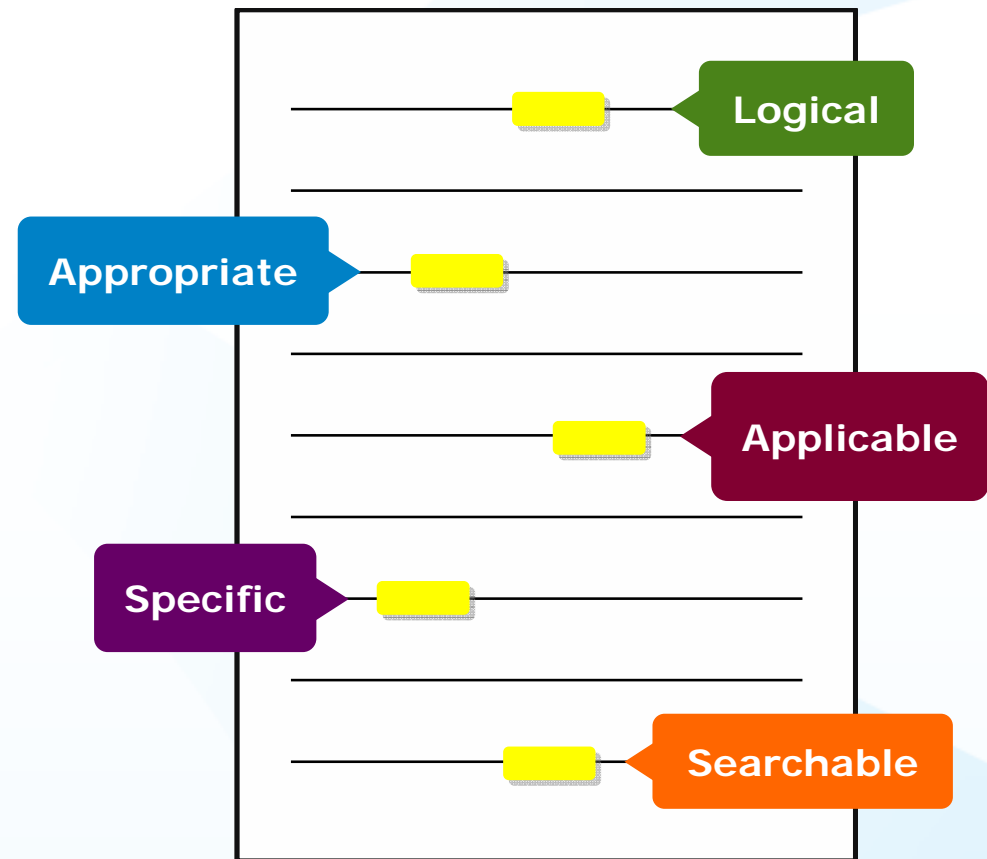 Logical
Appropriate
Applicable
Specific
Searchable